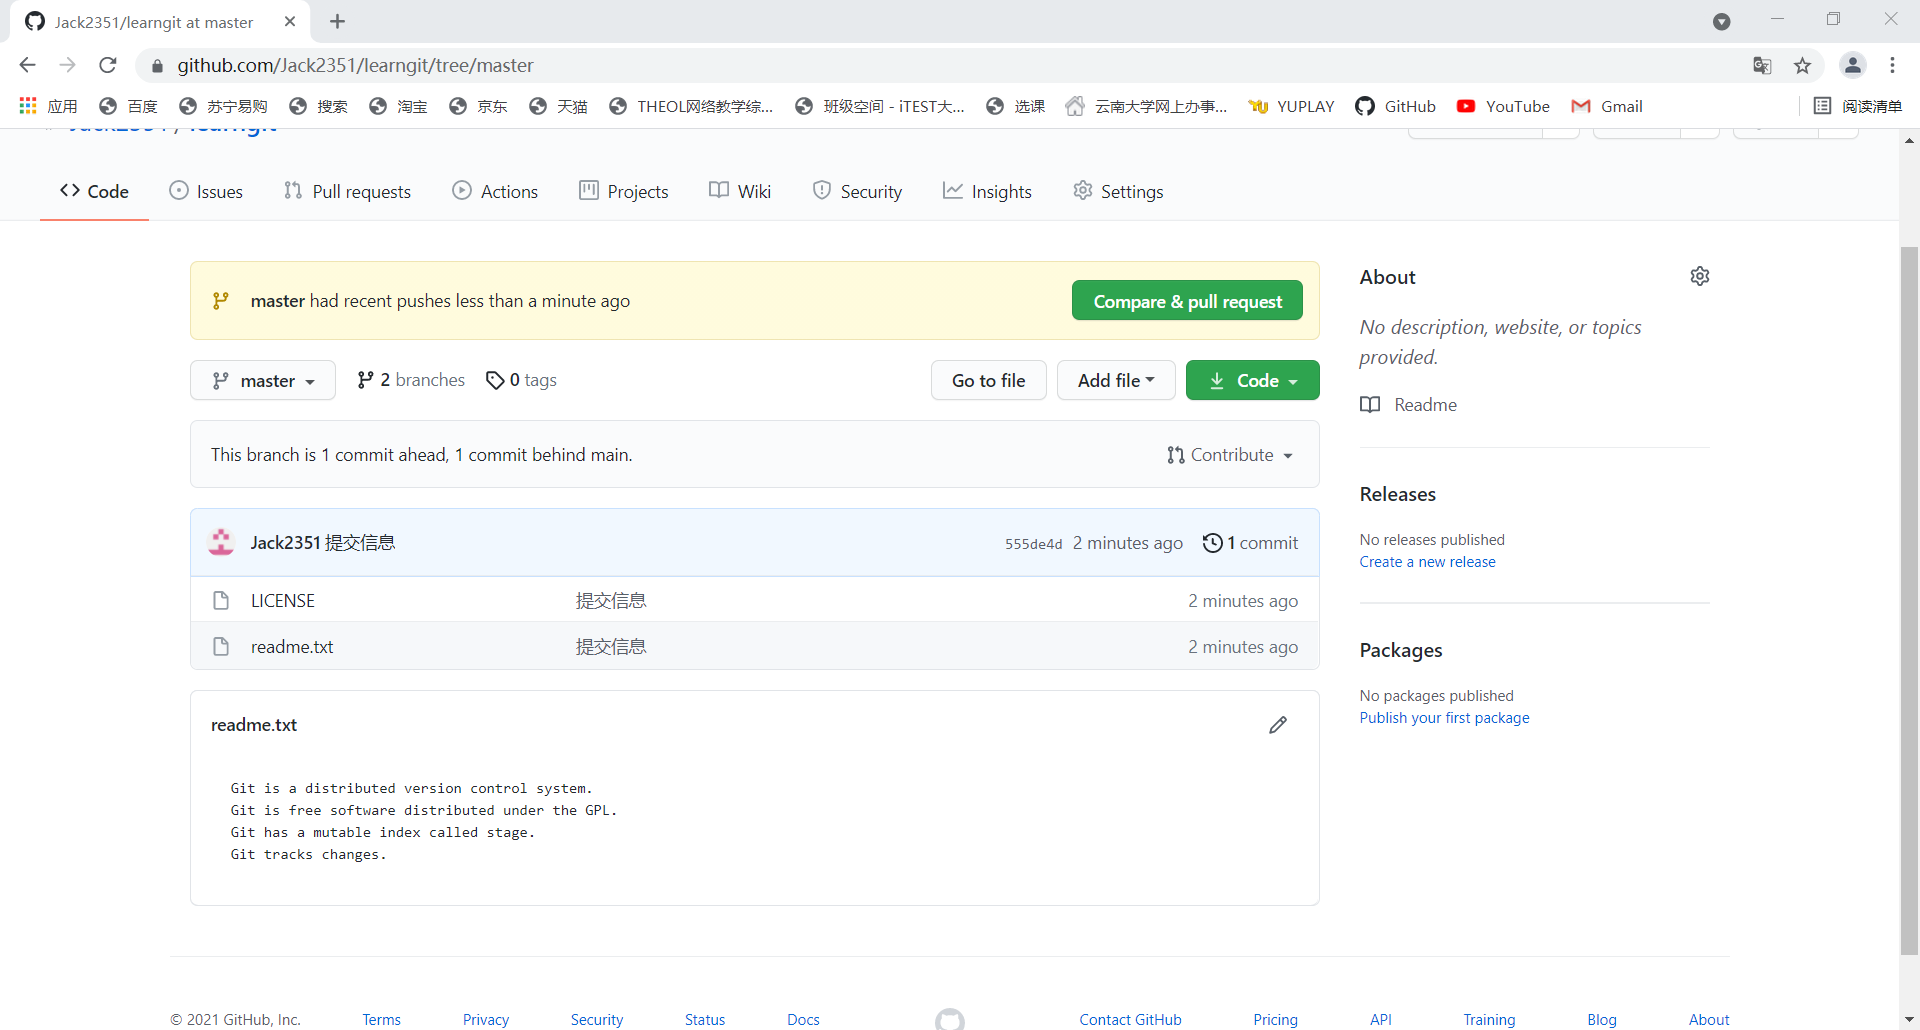 Jack2351/learngit at master
github.com/Jack2351/learngit/tree/master
应用 百度 苏宁易购 搜索 淘宝 京东 天猫 THEOL网络教学综... 班级空间 - iTEST大... 选课 云南大学网上办事... YUPLAY GitHub YouTube Gmail 阅读清单
Jack2351 / learngit
Code Issues Pull requests Actions Projects Wiki Security Insights Settings
master had recent pushes less than a minute ago Compare & pull request
master 2 branches 0 tags Go to file Add file Code
This branch is 1 commit ahead, 1 commit behind main. Contribute
Jack2351 提交信息 555de4d 2 minutes ago 1 commit
LICENSE 提交信息 2 minutes ago
readme.txt 提交信息 2 minutes ago
readme.txt
Git is a distributed version control system.
Git is free software distributed under the GPL.
Git has a mutable index called stage.
Git tracks changes.
About
No description, website, or topics
provided.
Readme
Releases
No releases published
Create a new release
Packages
No packages published
Publish your first package
© 2021 GitHub, Inc. Terms Privacy Security Status Docs Contact GitHub Pricing API Training Blog About